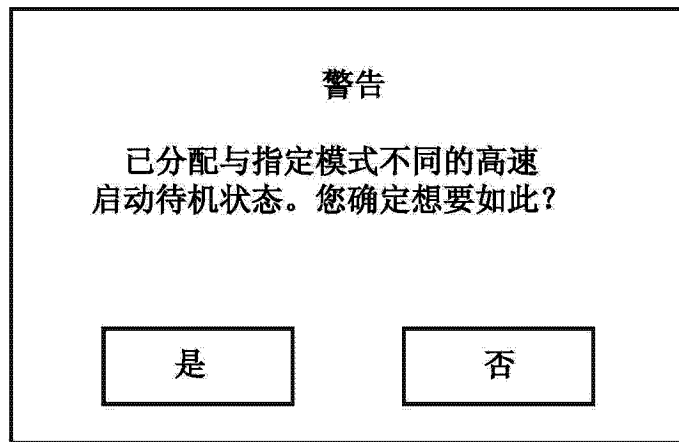 警告
已分配与指定模式不同的高速
启动待机状态。您确定想要如此?
是
否